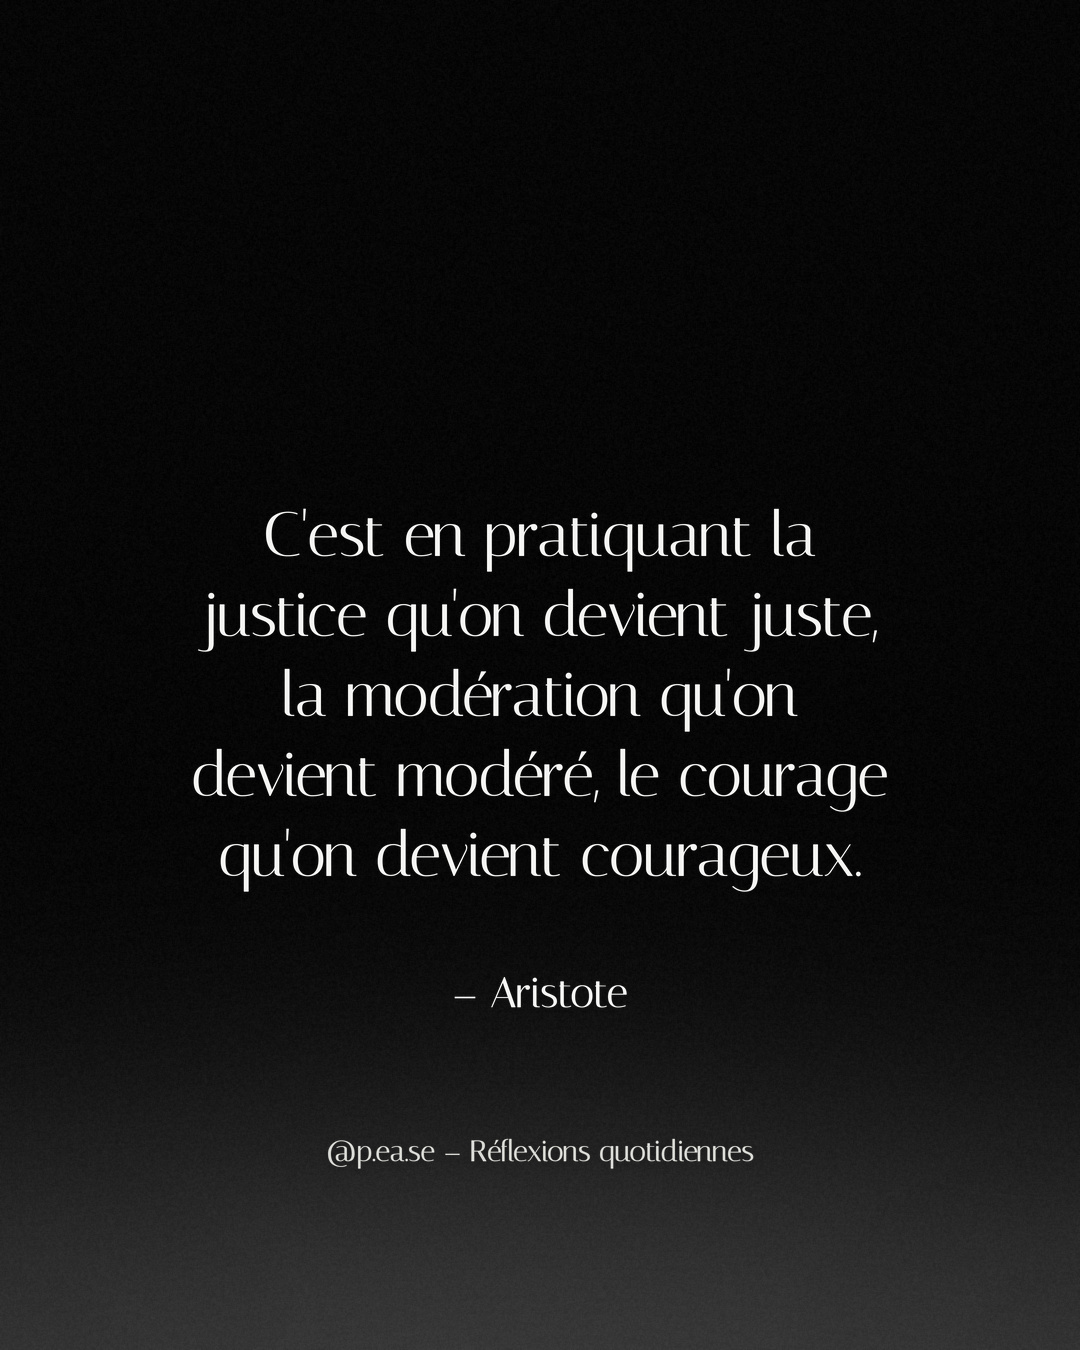 C'est en pratiquant la
justice qu'on devient juste,
la modération qu'on
devient modéré, le courage
qu'on devient courageux.
– Aristote
@p.ea.se – Réflexions quotidiennes